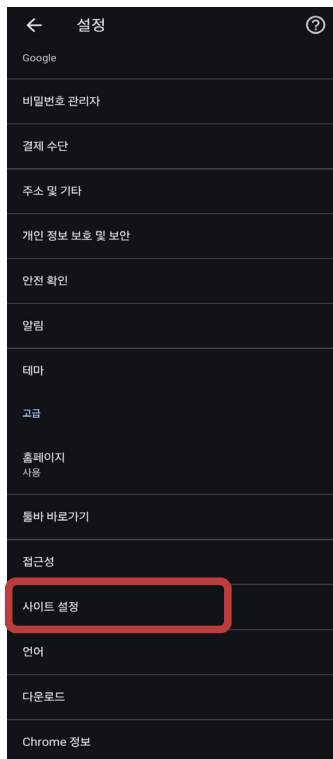 설정
Google
비밀번호 관리자
결제 수단
주소 및 기타
개인 정보 보호 및 보안
안전 확인
알림
테마
고급
홈페이지
사용
툴바 바로가기
접근성
사이트 설정
언어
다운로드
Chrome 정보